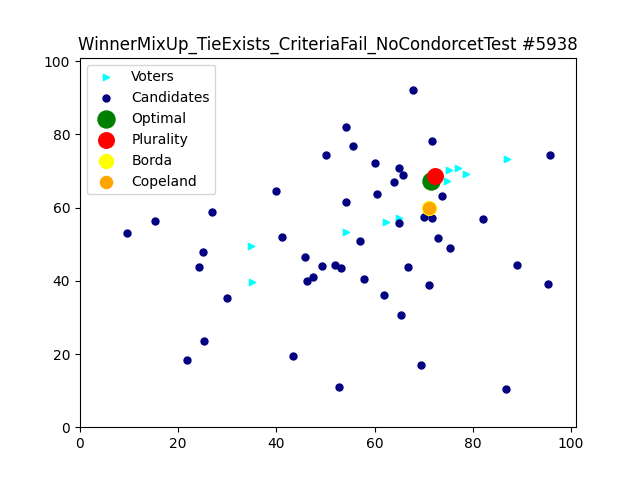 WinnerMixUp_TieExists_CriteriaFail_NoCondorcetTest #5938
Voters
Candidates
Optimal
Plurality
Borda
Copeland
100
80
60
40
20
0
0 20 40 60 80 100